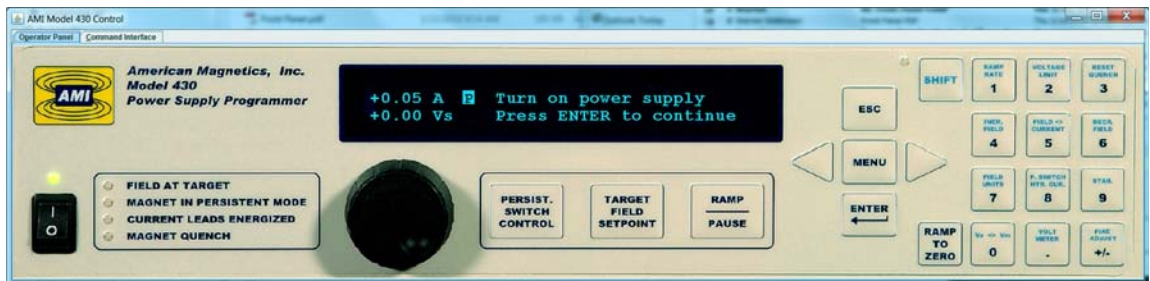 AMI Model 430 Control
Operator Panel Command Interface
AMI
American Magnetics, Inc.
Model 430
Power Supply Programmer
+0.05 A P Turn on power supply
+0.00 Vs Press ENTER to continue
FIELD AT TARGET
MAGNET IN PERSISTENT MODE
CURRENT LEADS ENERGIZED
MAGNET QUENCH
I
O
PERSIST.
SWITCH
CONTROL
TARGET
FIELD
SETPOINT
RAMP
PAUSE
ESC
MENU
ENTER
SHIFT
RAMP
RATE
1
VOLTAGE
LIMIT
2
RESET
QUENCH
3
INCR.
FIELD
4
FIELD <>
CURRENT
5
DECR.
FIELD
6
FIELD
UNITS
7
P. SWITCH
HTR. CUR.
8
STAB.
9
RAMP
TO
ZERO
Vs <> Vm
0
VOLT
METER
.
FINE
ADJUST
+/-